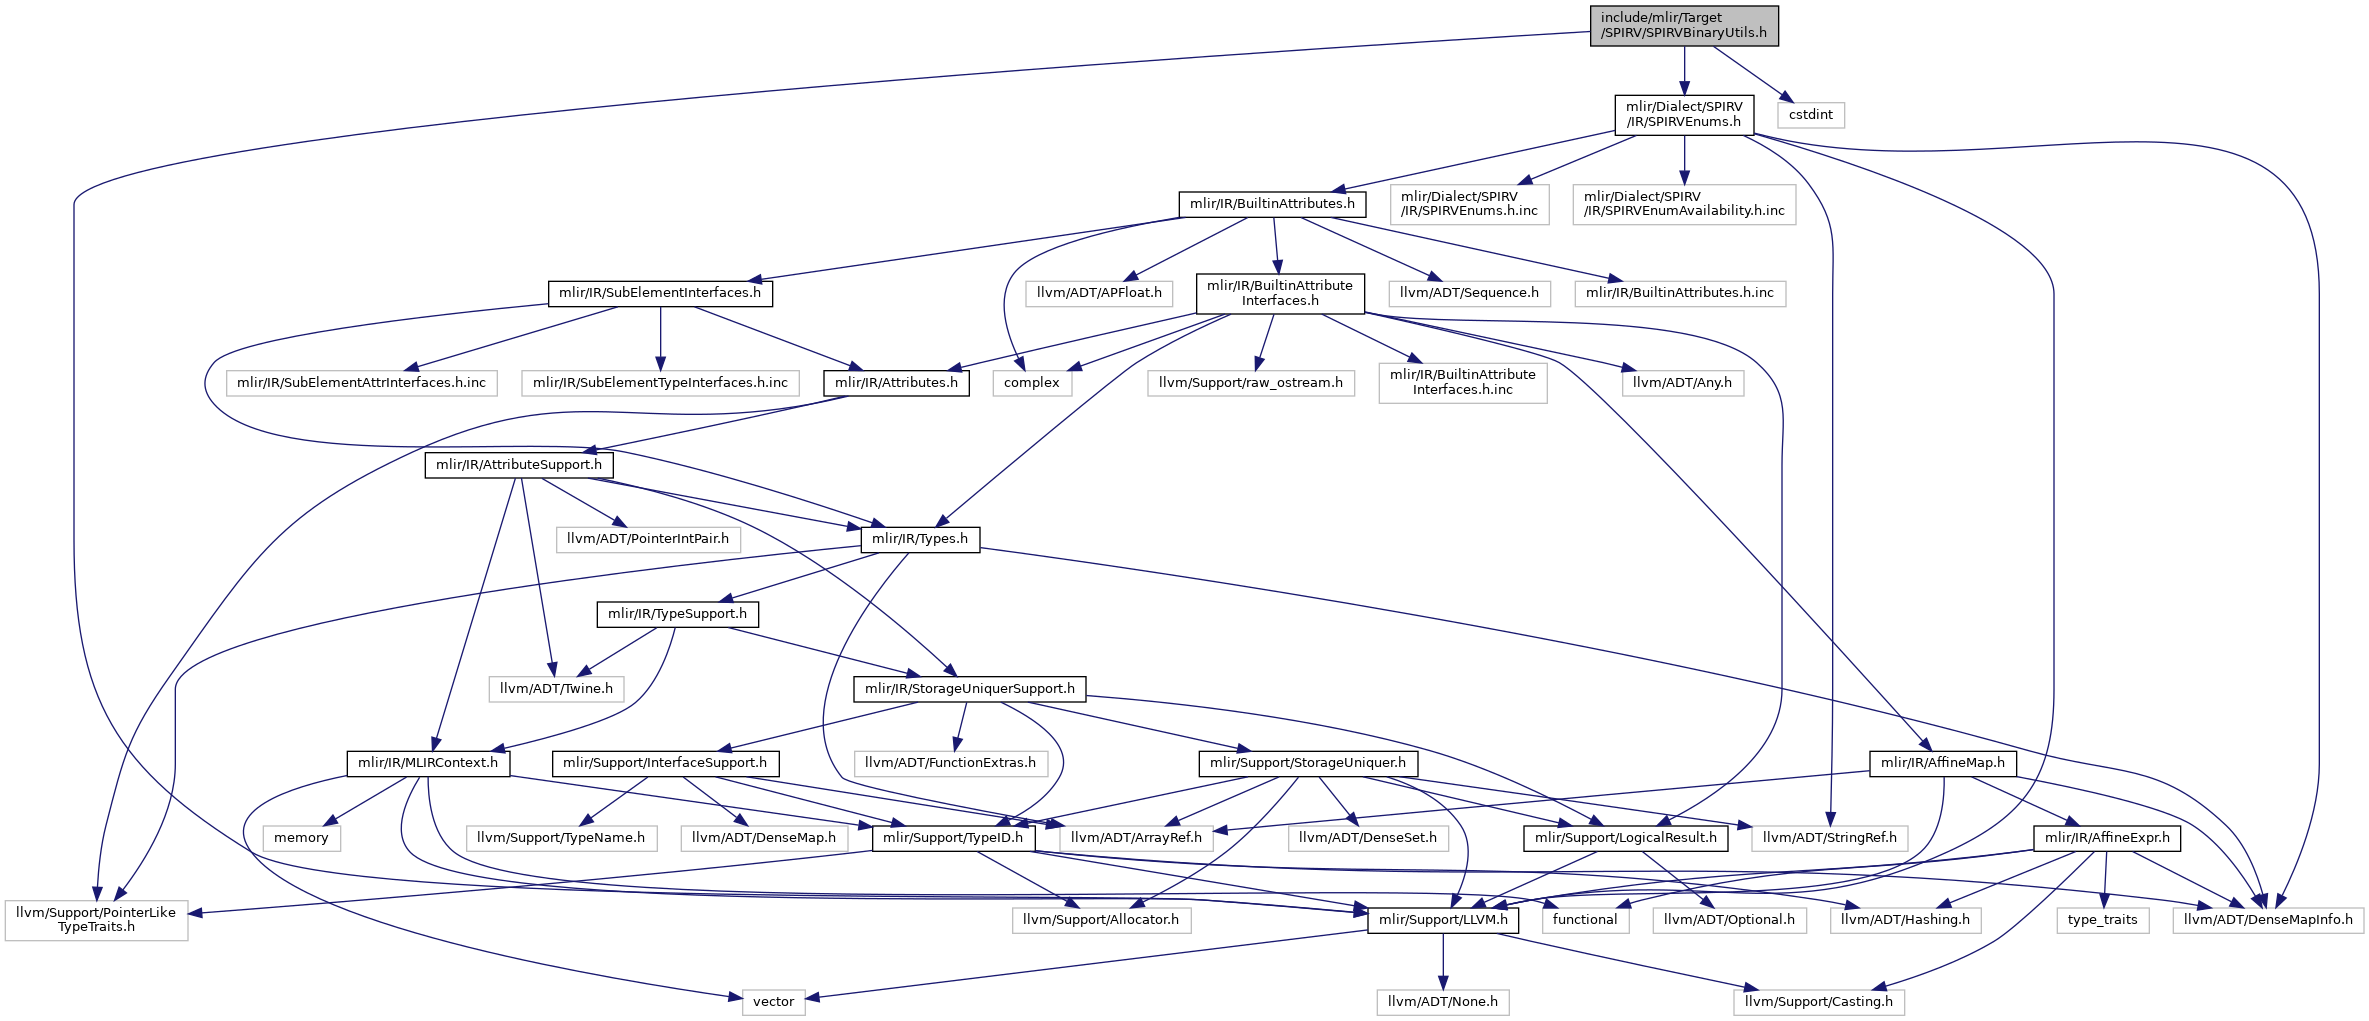 include/mlir/Target
/SPIRV/SPIRVBinaryUtils.h
mlir/Dialect/SPIRV
/IR/SPIRVEnums.h
cstdint
mlir/IR/BuiltinAttributes.h
mlir/Dialect/SPIRV
/IR/SPIRVEnums.h.inc
mlir/Dialect/SPIRV
/IR/SPIRVEnumAvailability.h.inc
mlir/IR/SubElementInterfaces.h
llvm/ADT/APFloat.h
mlir/IR/BuiltinAttribute
Interfaces.h
llvm/ADT/Sequence.h
mlir/IR/BuiltinAttributes.h.inc
mlir/IR/SubElementAttrInterfaces.h.inc
mlir/IR/SubElementTypeInterfaces.h.inc
mlir/IR/Attributes.h
complex
llvm/Support/raw_ostream.h
mlir/IR/BuiltinAttribute
Interfaces.h.inc
llvm/ADT/Any.h
mlir/IR/AttributeSupport.h
llvm/ADT/PointerIntPair.h
mlir/IR/Types.h
mlir/IR/TypeSupport.h
llvm/ADT/Twine.h
mlir/IR/StorageUniquerSupport.h
mlir/IR/MLIRContext.h
mlir/Support/InterfaceSupport.h
llvm/ADT/FunctionExtras.h
mlir/Support/StorageUniquer.h
mlir/IR/AffineMap.h
memory
llvm/Support/TypeName.h
llvm/ADT/DenseMap.h
mlir/Support/TypeID.h
llvm/ADT/ArrayRef.h
llvm/ADT/DenseSet.h
mlir/Support/LogicalResult.h
llvm/ADT/StringRef.h
mlir/IR/AffineExpr.h
llvm/Support/PointerLike
TypeTraits.h
llvm/Support/Allocator.h
mlir/Support/LLVM.h
functional
llvm/ADT/Optional.h
llvm/ADT/Hashing.h
type_traits
llvm/ADT/DenseMapInfo.h
vector
llvm/ADT/None.h
llvm/Support/Casting.h